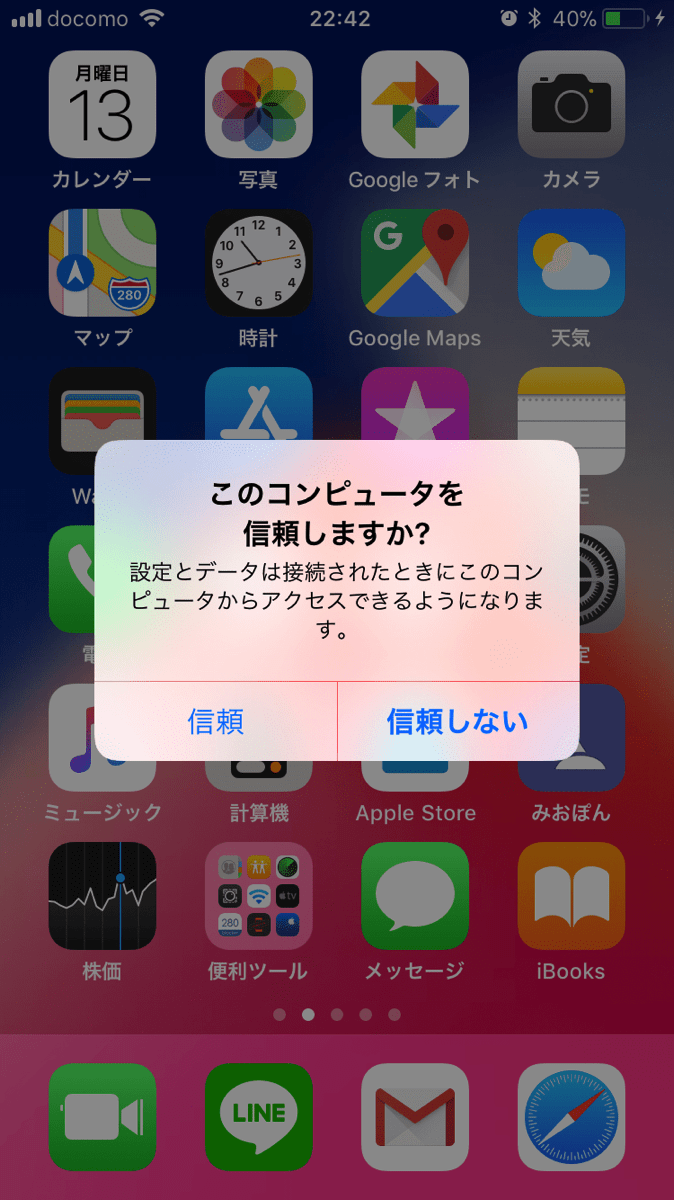 docomo 22:42 40%
月曜日
13
カレンダー 写真 Google フォト カメラ
280
12
11 1
10 2
9 3
8 4
7 5
6
G
マップ 時計 Google Maps 天気
このコンピュータを
信頼しますか?
設定とデータは接続されたときにこのコン
ピュータからアクセスできるようになりま
す。
信頼 信頼しない
ミュージック 計算機 Apple Store みおぽん
280
tv
株価 便利ツール メッセージ iBooks
LINE